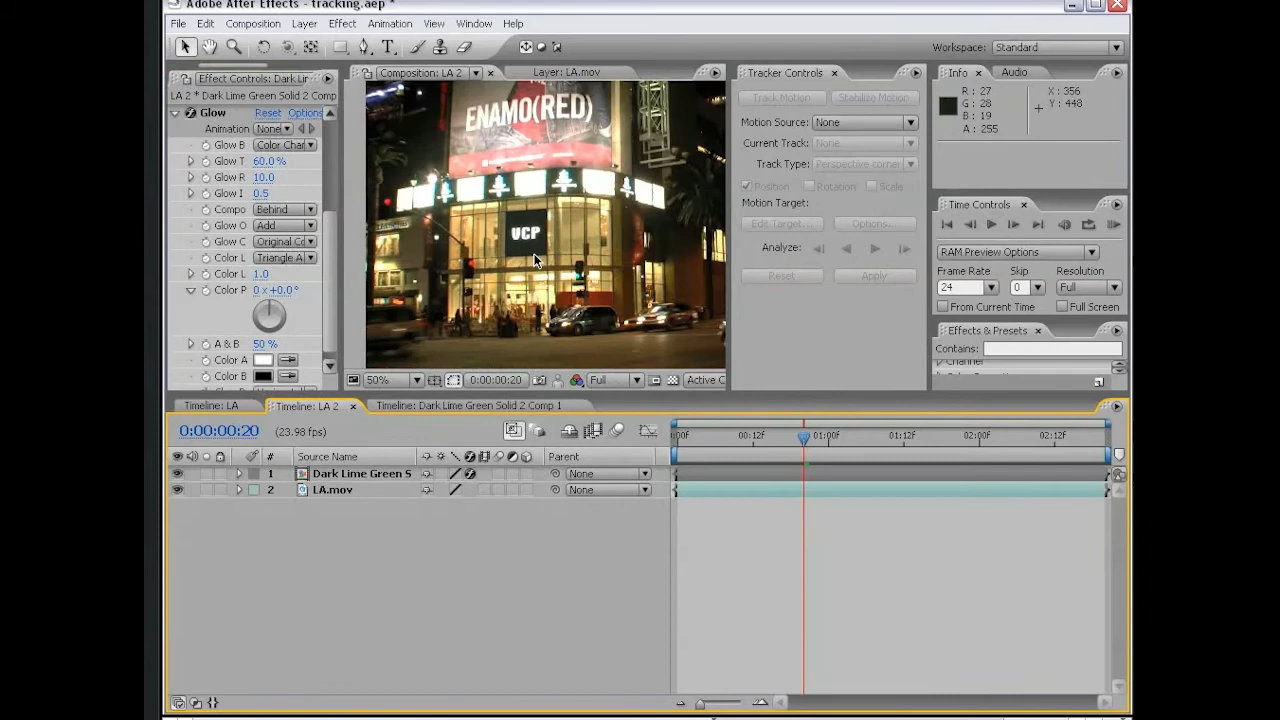 Adobe After Effects - tracking.aep *
File Edit Composition Layer Effect Animation View Window Help
Workspace: Standard
Effect Controls: Dark Lir
LA 2 * Dark Lime Green Solid 2 Comp
Glow Reset Options
Animation None
Glow B Color Char
Glow T 60.0 %
Glow R 10.0
Glow I 0.5
Compo Behind
Glow O Add
Glow C Original Co
Color L Triangle A
Color L 1.0
Color P 0 x +0.0°
A & B 50 %
Color A
Color B
Composition: LA 2 × Layer: LA.mov
ENAMO(RED)
UCP
50% 0:00:00:20 Full Active C
Tracker Controls ×
Track Motion Stabilize Motion
Motion Source: None
Current Track: None
Track Type: Perspective corner
Position Rotation Scale
Motion Target:
Edit Target... Options...
Analyze:
Reset Apply
Info × Audio
R: 27 X: 356
G: 28 Y: 448
B: 19
A: 255
Time Controls ×
RAM Preview Options
Frame Rate Skip Resolution
24 0 Full
From Current Time Full Screen
Effects & Presets ×
Contains:
Channel
Timeline: LA Timeline: LA 2 × Timeline: Dark Lime Green Solid 2 Comp 1
0:00:00:20 (23.98 fps)
:00f 00:12f 01:00f 01:12f 02:00f 02:12f
# Source Name Parent
1 Dark Lime Green S None
2 LA.mov None